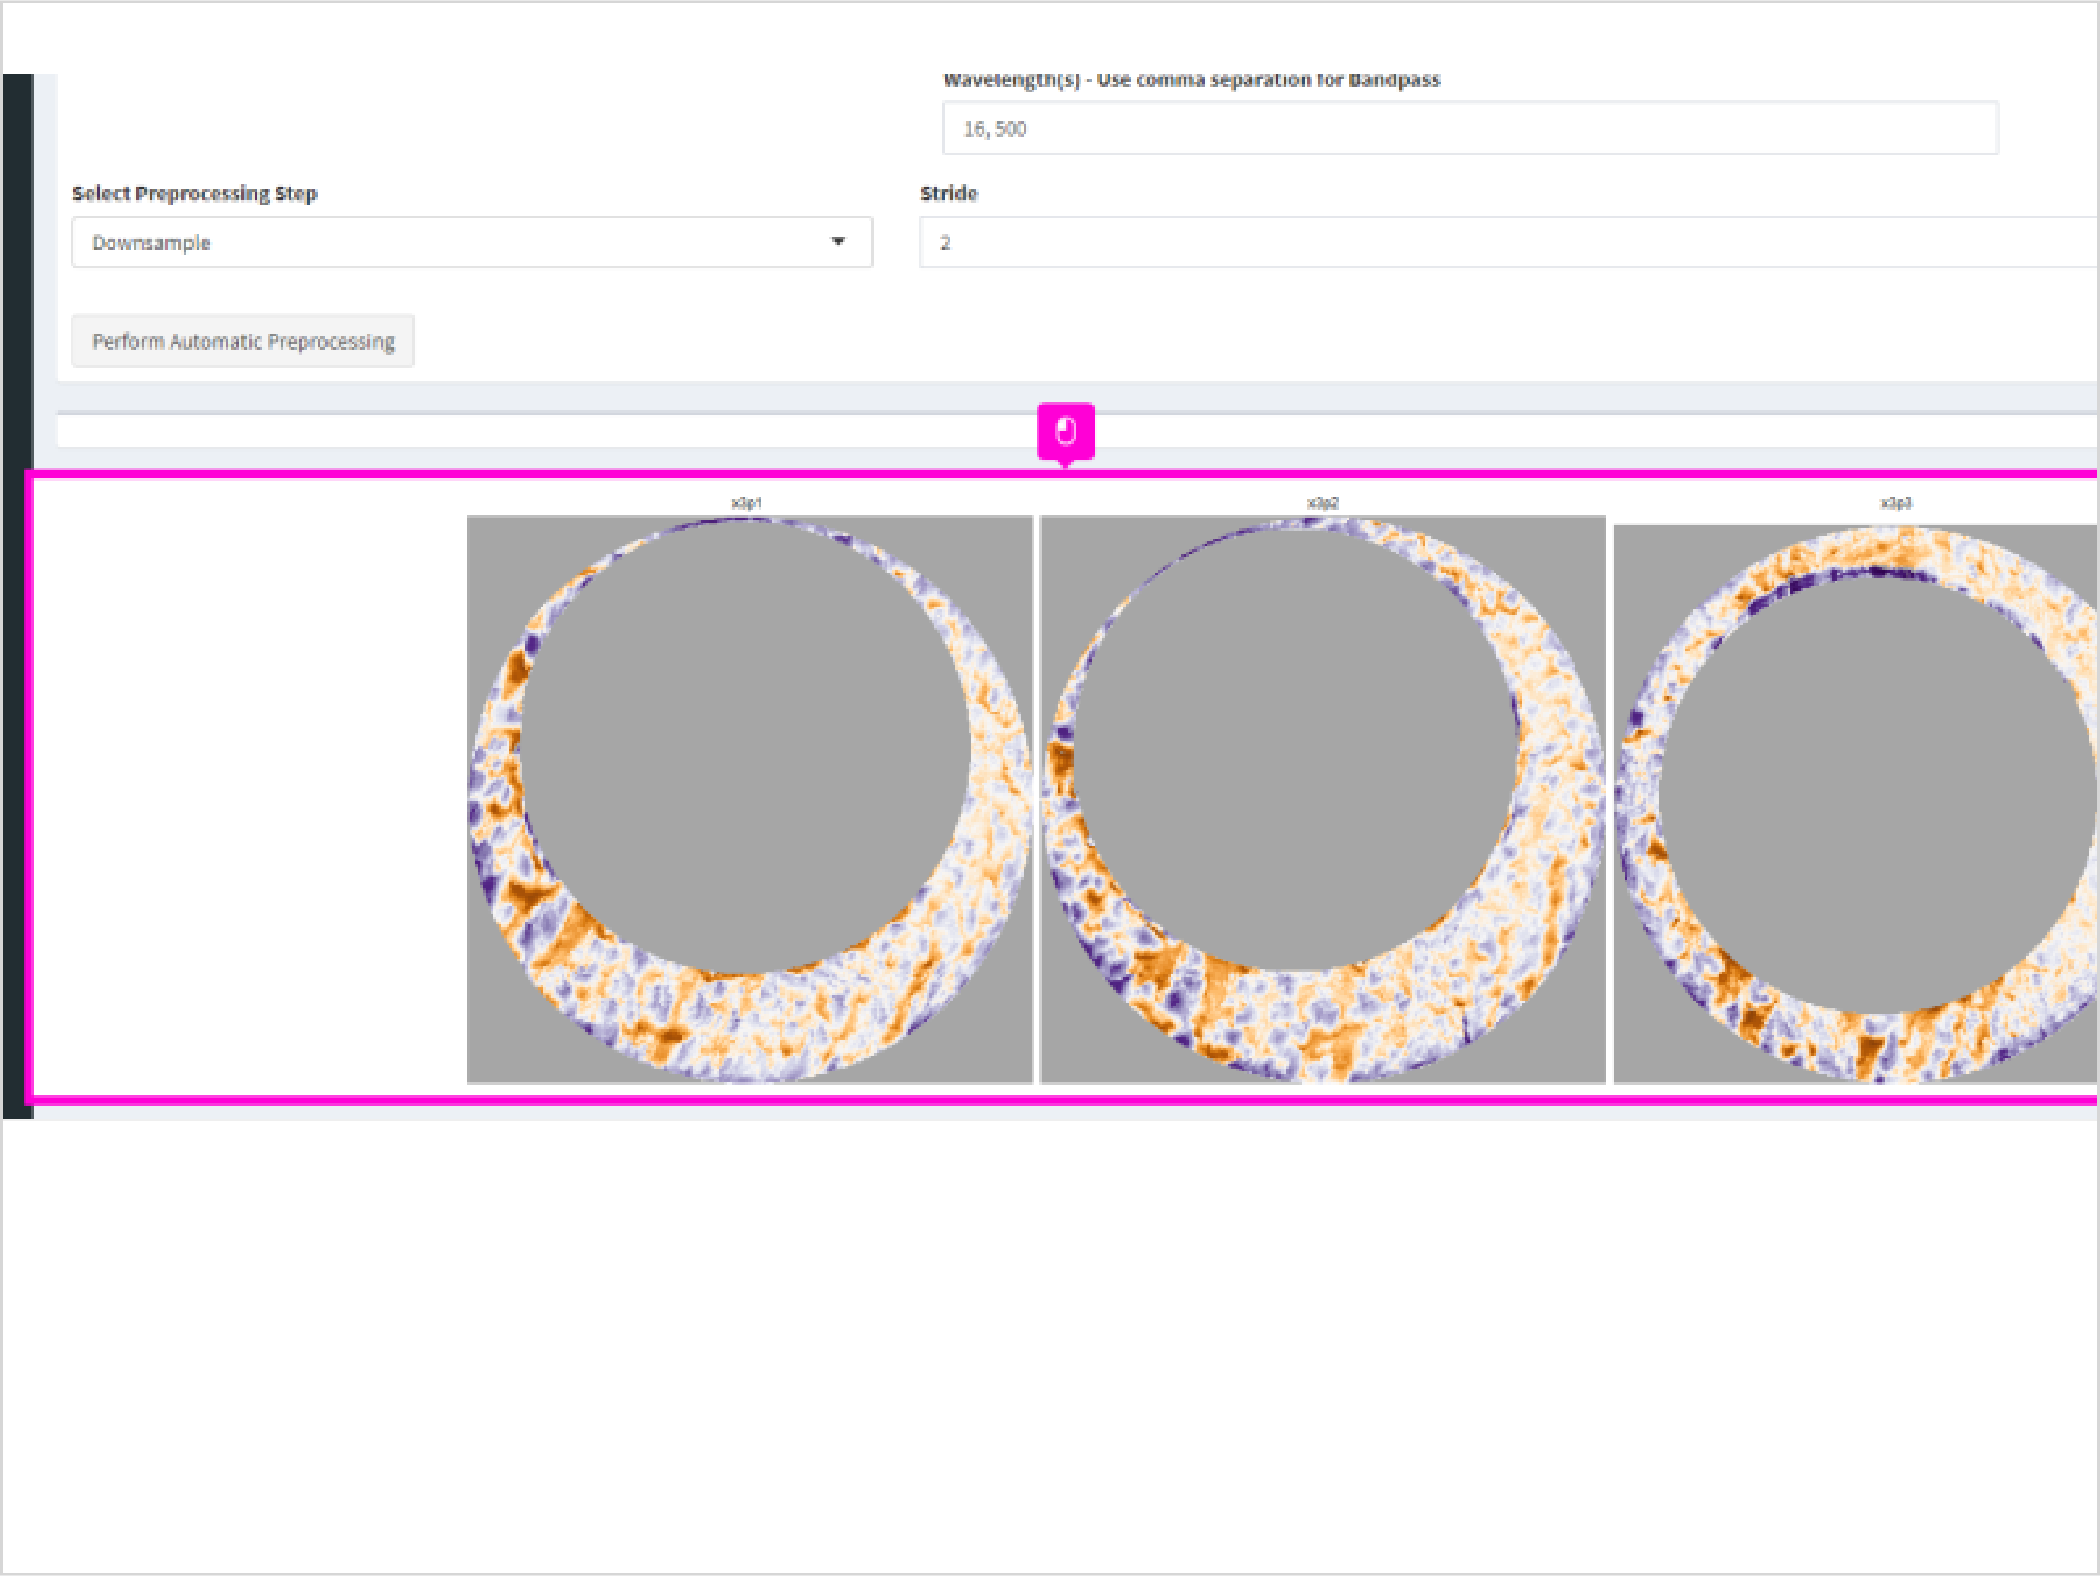 Wavelength(s) - Use comma separation for Bandpass
16, 500
Select Preprocessing Step
Stride
Downsample
2
Perform Automatic Preprocessing
x3p1
x3p2
x3p3